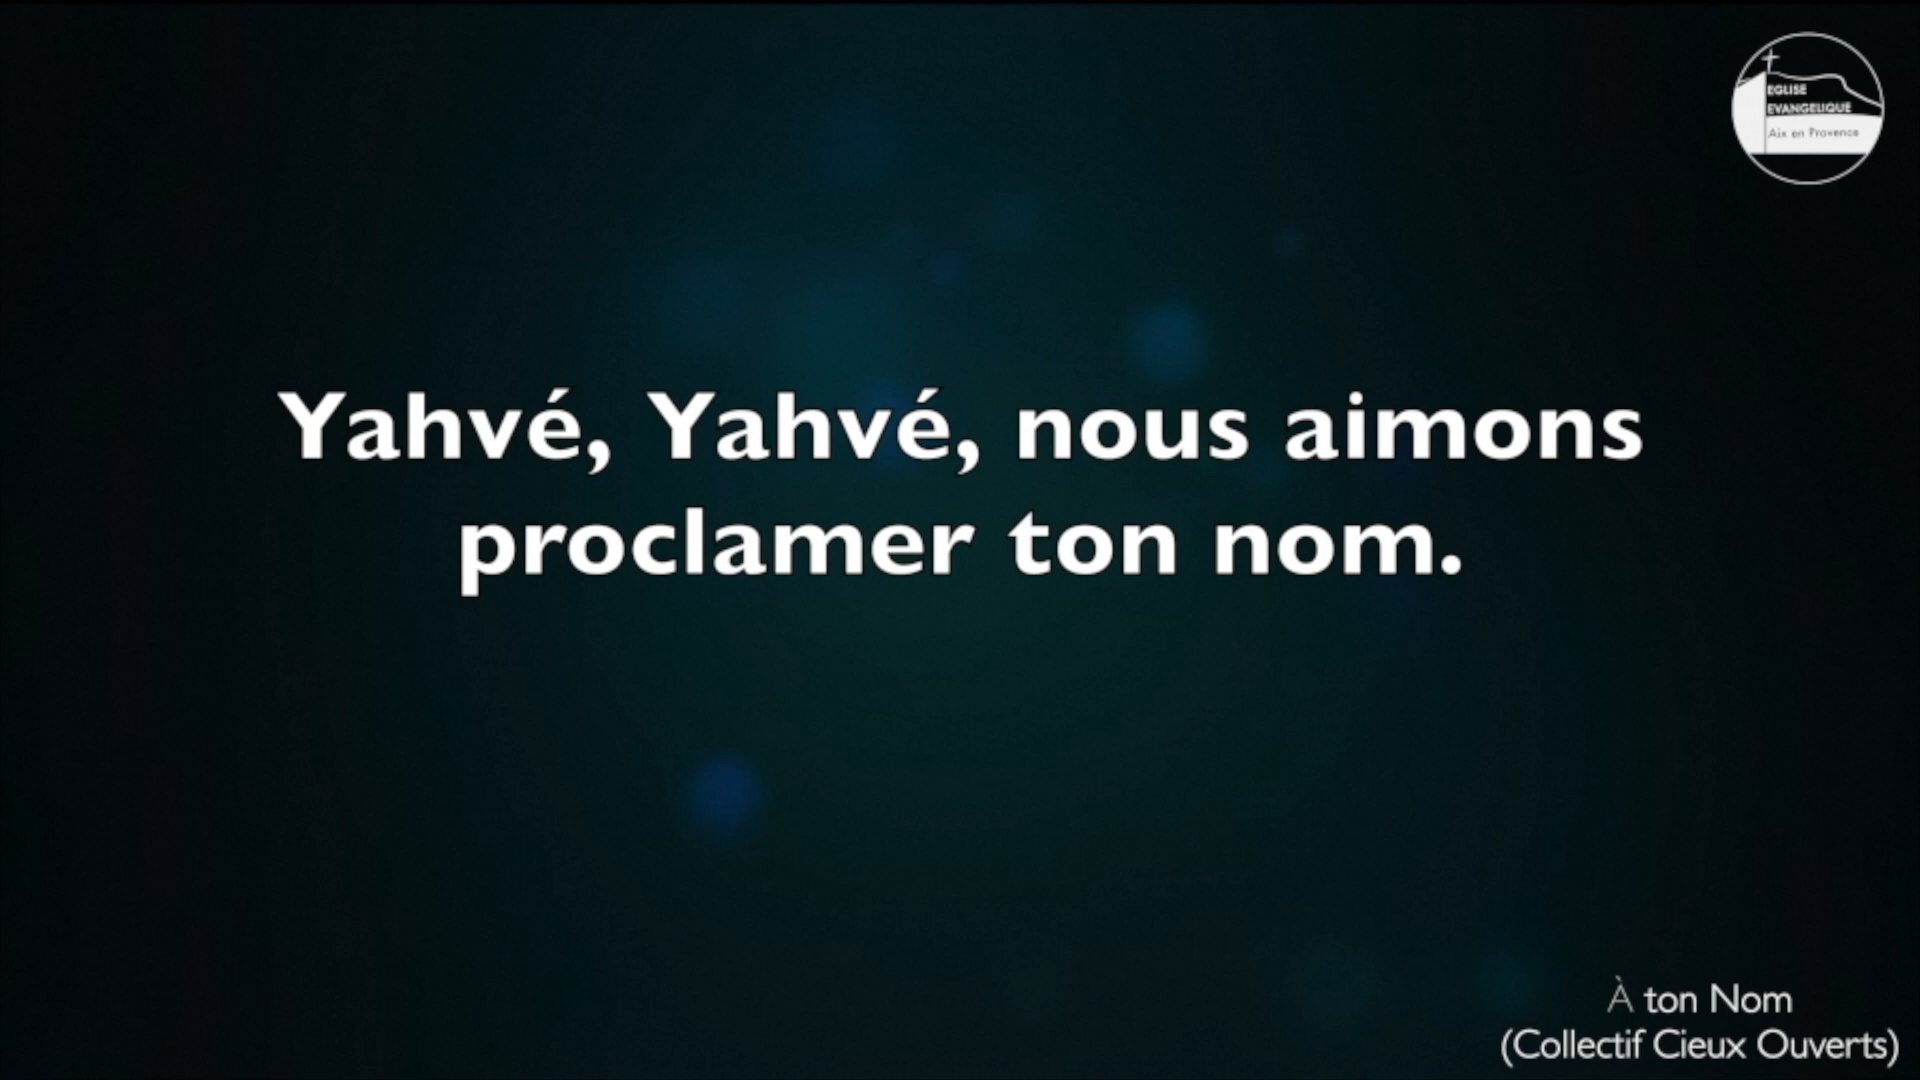 EGLISE
EVANGELIQUE
Aix en Provence
Yahvé, Yahvé, nous aimons
proclamer ton nom.
À ton Nom
(Collectif Cieux Ouverts)